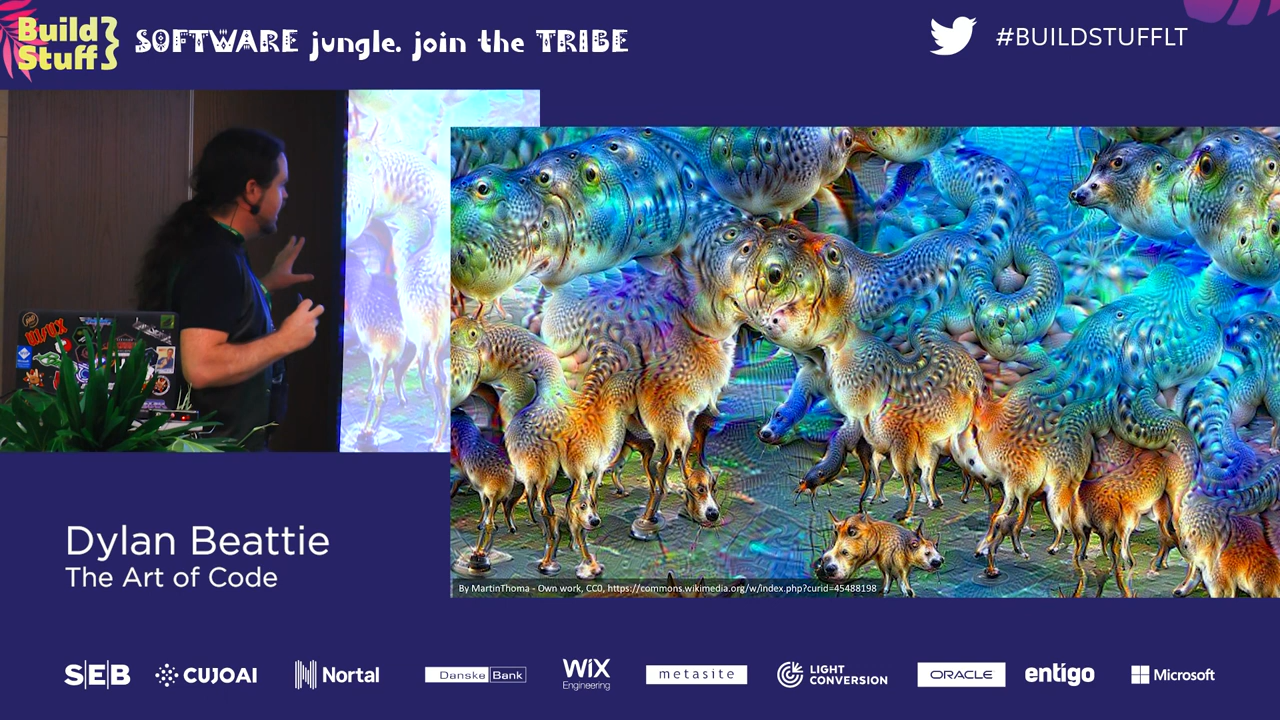 Build
Stuff
SOFTWARE jungle. join the TRIBE
#BUILDSTUFFLT
UI/UX
Dylan Beattie
The Art of Code
By MartinThoma - Own work, CC0, https://commons.wikimedia.org/w/index.php?curid=45488198
SEB
CUJOAI
Nortal
Danske Bank
WiX
Engineering
metasite
LIGHT
CONVERSION
ORACLE
entigo
Microsoft